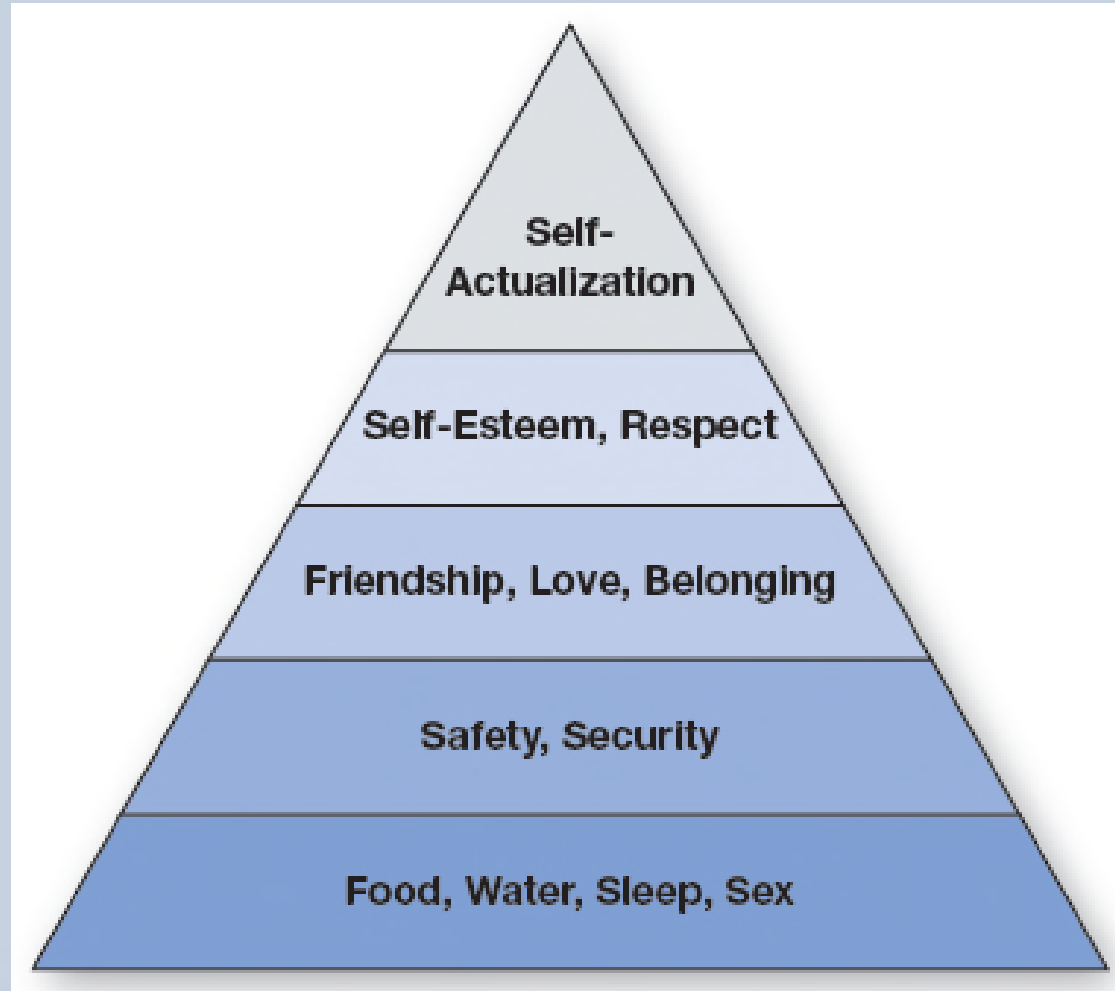 Self-
Actualization
Self-Esteem, Respect
Friendship, Love, Belonging
Safety, Security
Food, Water, Sleep, Sex